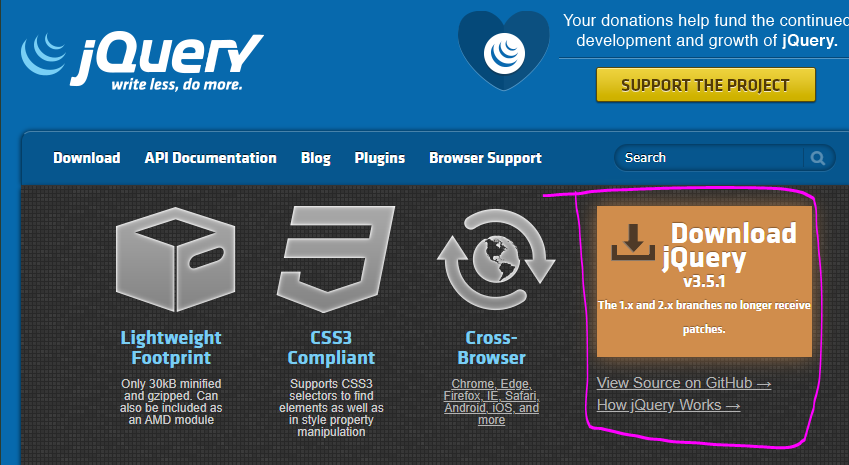 Your donations help fund the continued
development and growth of jQuery.
jQuery
write less, do more.
SUPPORT THE PROJECT
Download API Documentation Blog Plugins Browser Support Search
Download
jQuery
v3.5.1
The 1.x and 2.x branches no longer receive
patches.
Lightweight
Footprint
Only 30kB minified
and gzipped. Can
also be included as
an AMD module
CSS3
Compliant
Supports CSS3
selectors to find
elements as well as
in style property
manipulation
Cross-
Browser
Chrome, Edge,
Firefox, IE, Safari,
Android, iOS, and
more
View Source on GitHub →
How jQuery Works →